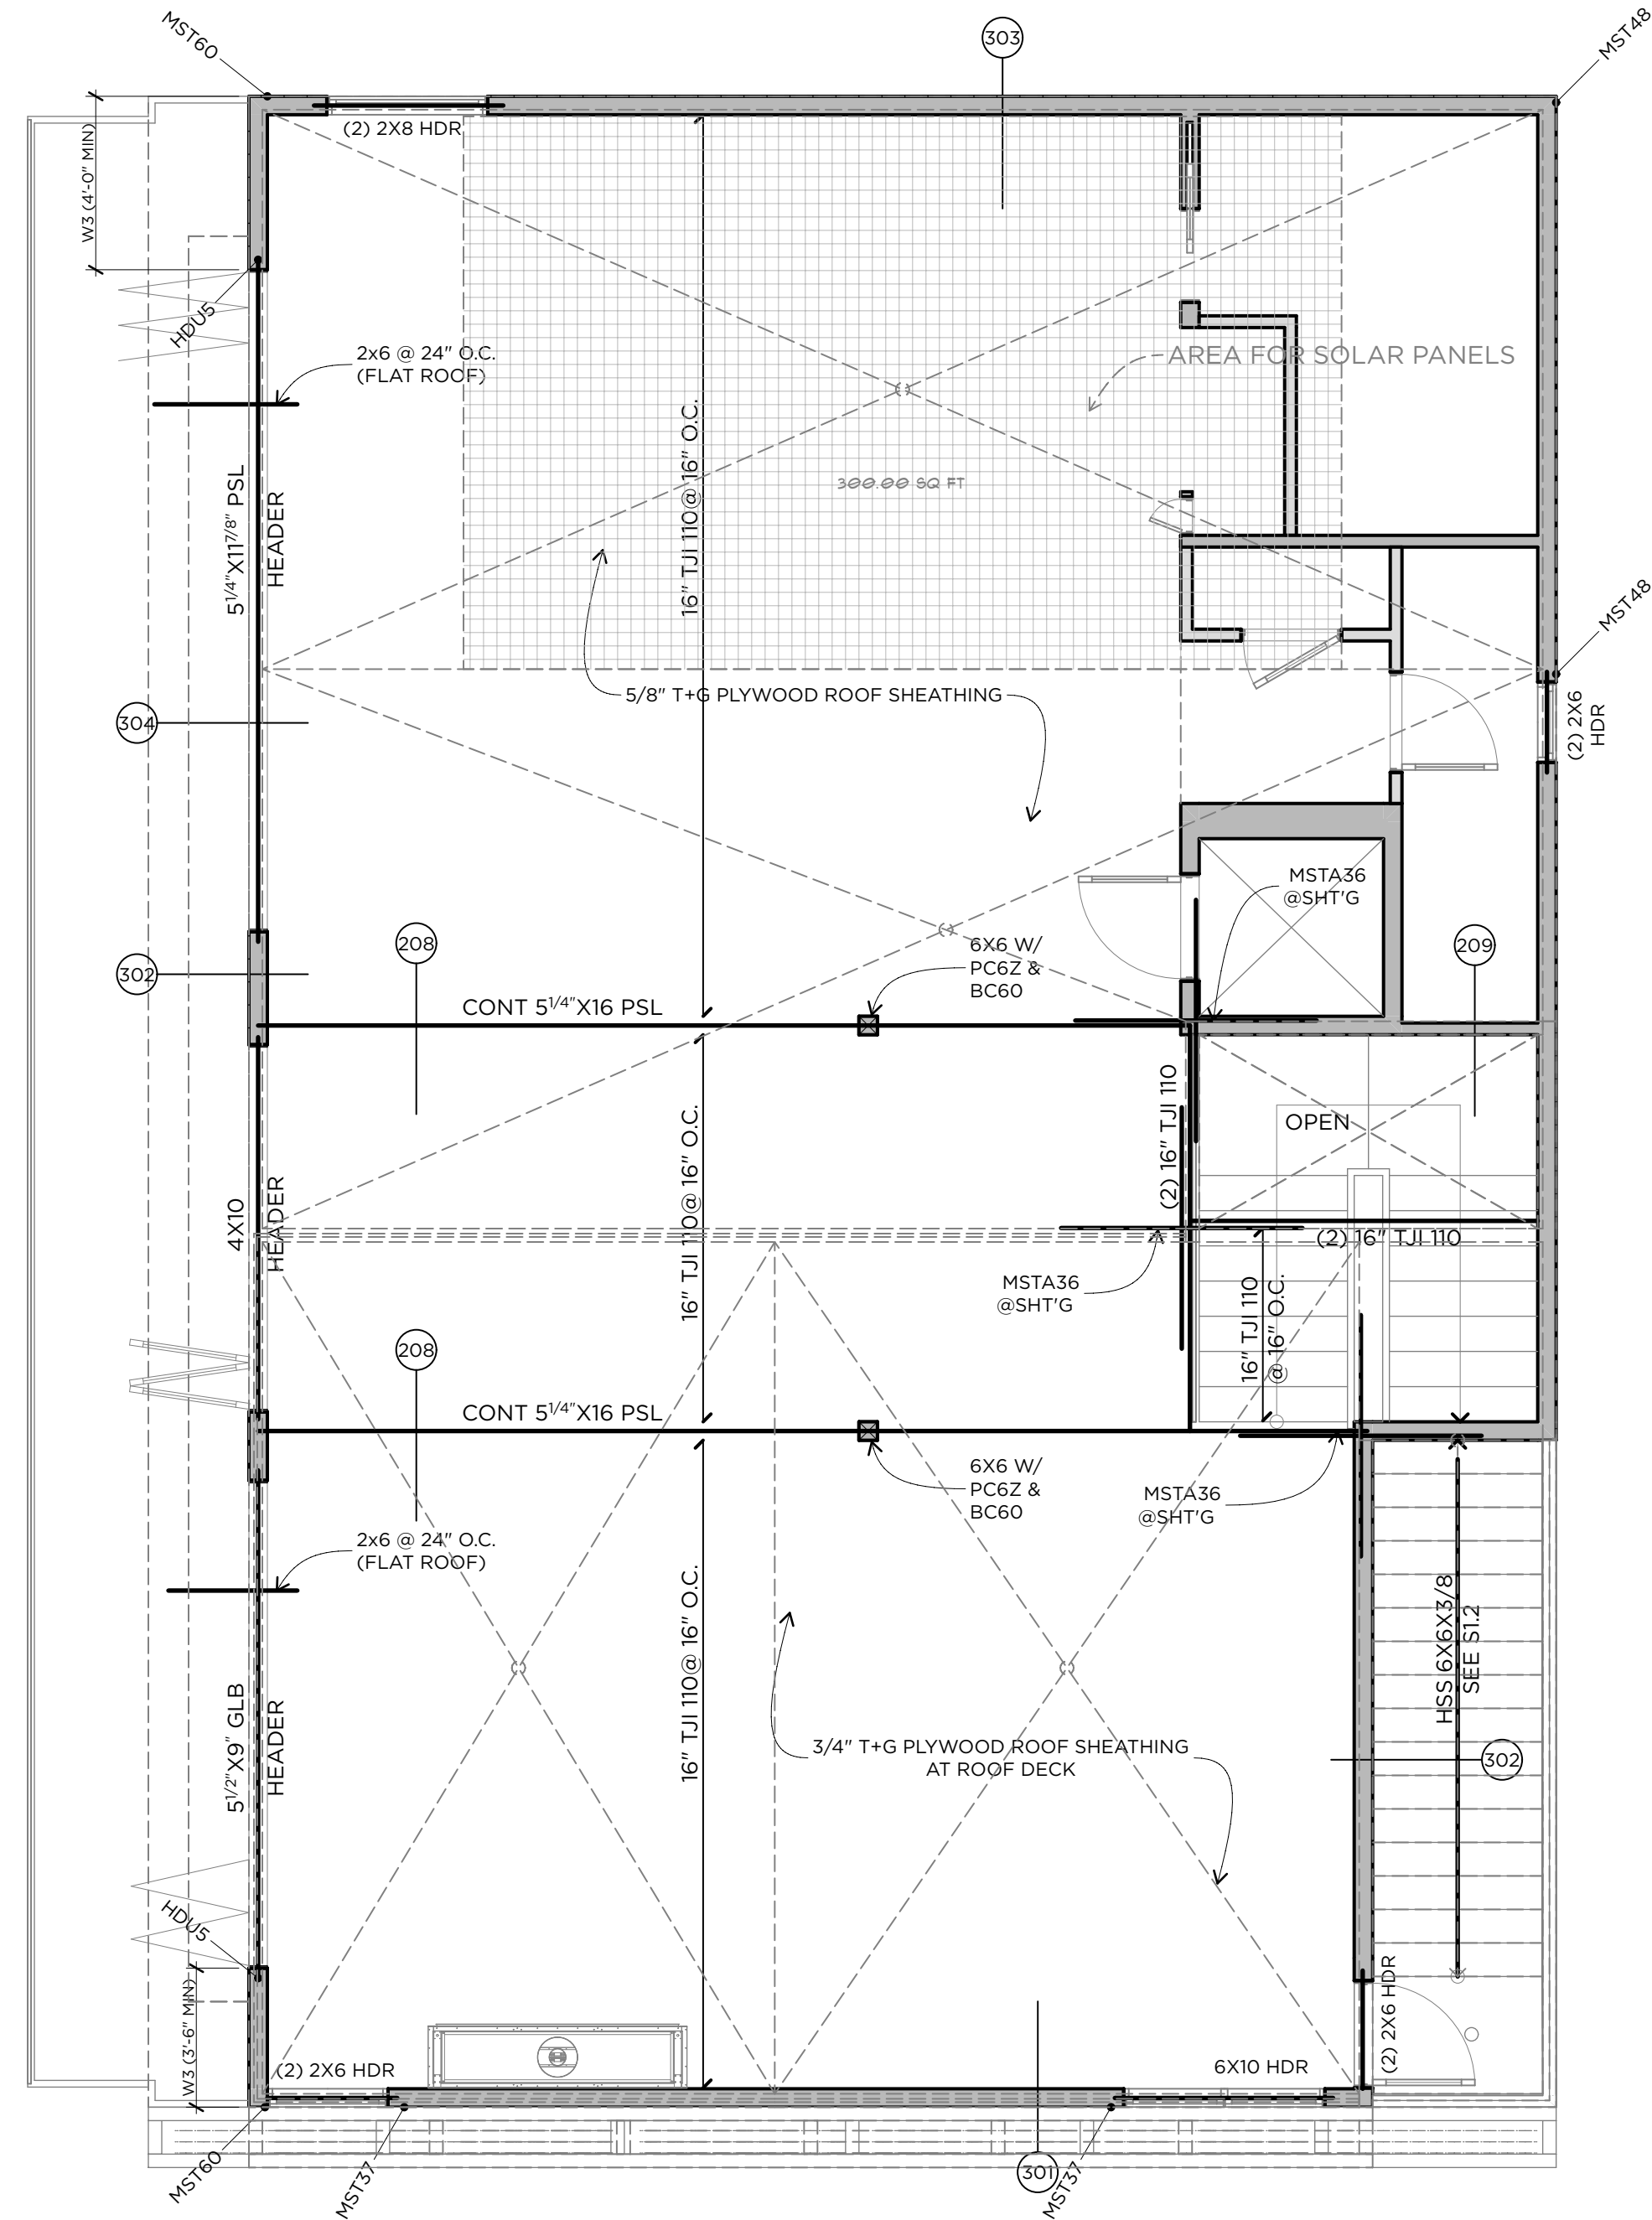 MST60
303
MST48
(2) 2X8 HDR
W3 (4'-0" MIN)
HDU5
2x6 @ 24" O.C.
(FLAT ROOF)
AREA FOR SOLAR PANELS
16" TJI 110@ 16" O.C.
300.00 SQ FT
5 1/4"X11 7/8" PSL
HEADER
MST48
5/8" T+G PLYWOOD ROOF SHEATHING
304
(2) 2X6
HDR
MSTA36
@SHT'G
208
302
6X6 W/
PC6Z &
BC60
209
CONT 5 1/4"X16 PSL
(2) 16" TJI 110
OPEN
16" TJI 110@ 16" O.C.
4X10
HEADER
(2) 16" TJI 110
MSTA36
@SHT'G
16" TJI 110
@ 16" O.C.
208
CONT 5 1/4"X16 PSL
6X6 W/
PC6Z &
BC60
MSTA36
@SHT'G
2x6 @ 24" O.C.
(FLAT ROOF)
16" TJI 110@ 16" O.C.
HSS 6X6X3/8
SEE S1.2
5 1/2"X9" GLB
HEADER
3/4" T+G PLYWOOD ROOF SHEATHING
AT ROOF DECK
302
HDU5
W3 (3'-6" MIN)
(2) 2X6 HDR
6X10 HDR
(2) 2X6 HDR
MST60
MST37
301
MST37